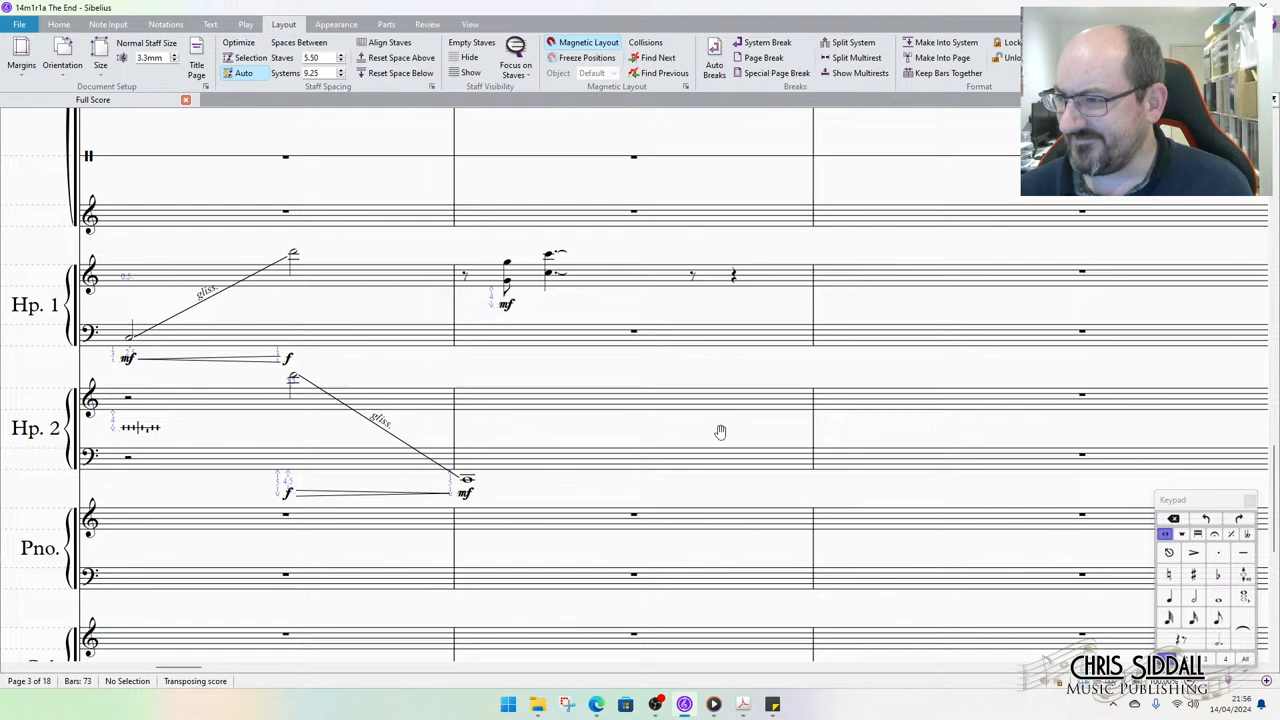 14m1r1a The End - Sibelius
File Home Note Input Notations Text Play Layout Appearance Parts Review View
Margins
Orientation
Size
Normal Staff Size
3.3mm
Title
Page
Document Setup
Optimize
Selection
Auto
Spaces Between
Staves 5.50
Systems 9.25
Align Staves
Reset Space Above
Reset Space Below
Staff Spacing
Empty Staves
Hide
Show
Focus on
Staves
Staff Visibility
Magnetic Layout
Freeze Positions
Object Default
Collisions
Find Next
Find Previous
Magnetic Layout
Auto
Breaks
System Break
Page Break
Special Page Break
Split System
Split Multirest
Show Multirests
Breaks
Make Into System
Make Into Page
Keep Bars Together
Format
Full Score
Hp. 1
gliss.
mf
mf f
Hp. 2
gliss.
f mf
Pno.
Keypad
4 All
CHRIS SIDDALL
MUSIC PUBLISHING
Page 3 of 18 Bars: 73 No Selection Transposing score
21:56
14/04/2024